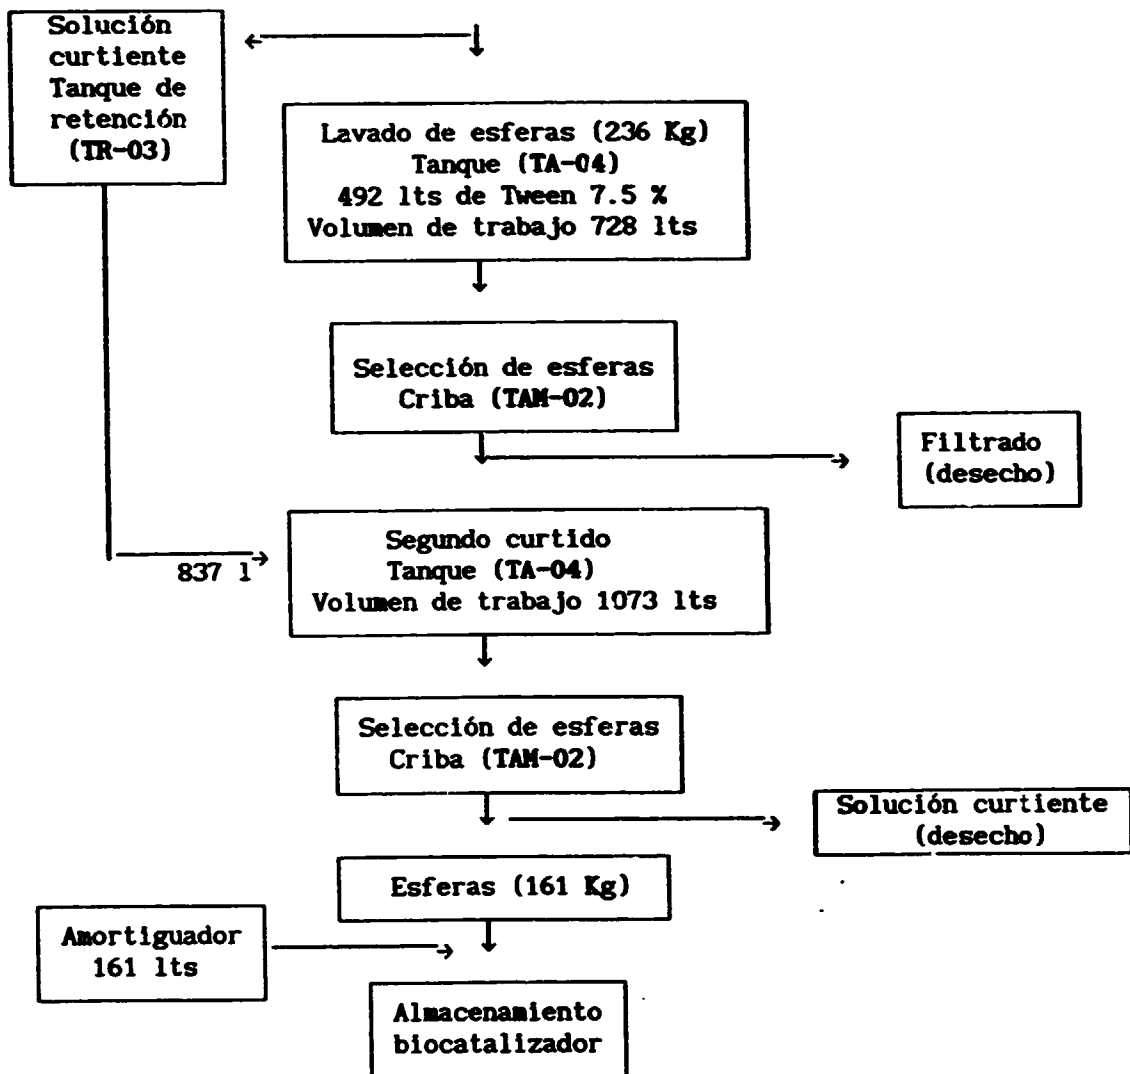 Solución
curtiente
Tanque de
retención
(TR-03)
Lavado de esferas (236 Kg)
Tanque (TA-04)
492 lts de Tween 7.5 %
Volumen de trabajo 728 lts
Selección de esferas
Criba (TAM-02)
Filtrado
(desecho)
837 l
Segundo curtido
Tanque (TA-04)
Volumen de trabajo 1073 lts
Selección de esferas
Criba (TAM-02)
Solución curtiente
(desecho)
Esferas (161 Kg)
Amortiguador
161 lts
Almacenamiento
biocatalizador